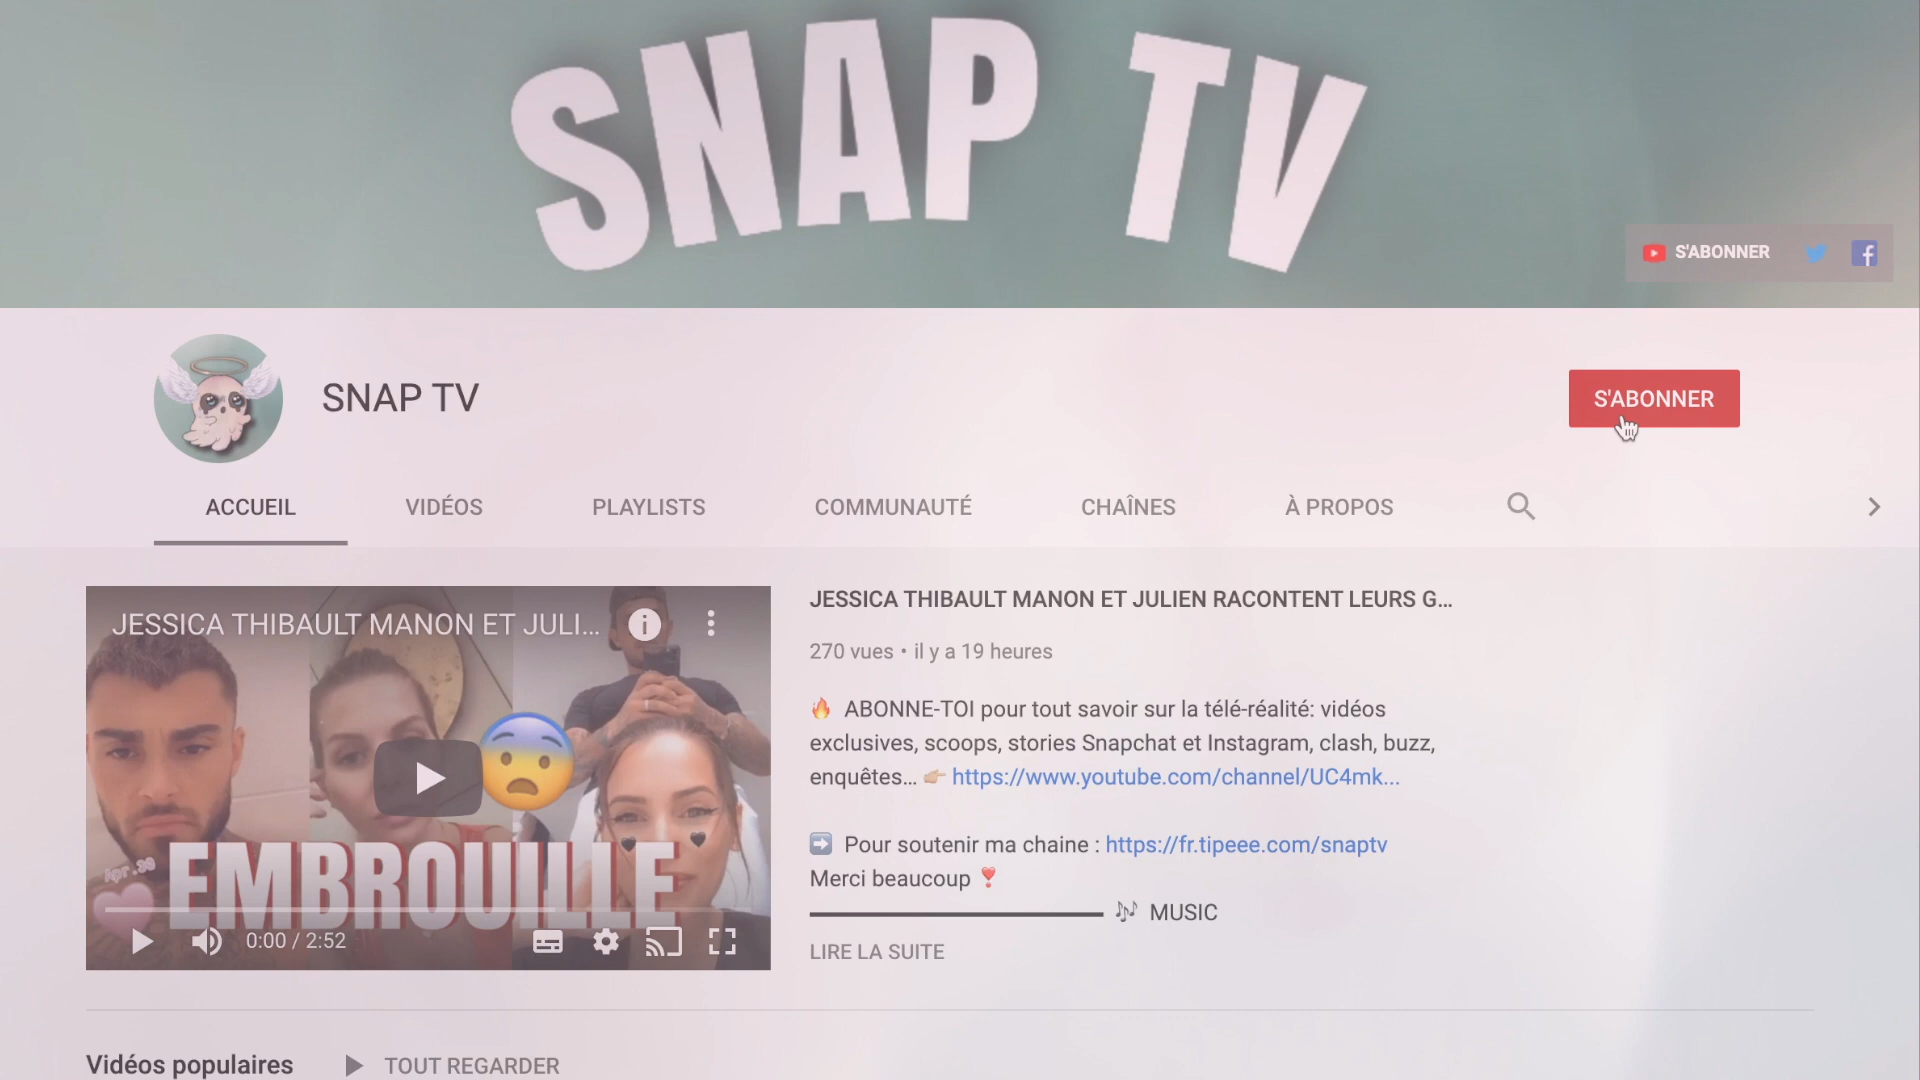 SNAP TV
S'ABONNER
SNAP TV
S'ABONNER
ACCUEIL
VIDÉOS
PLAYLISTS
COMMUNAUTÉ
CHAÎNES
À PROPOS
JESSICA THIBAULT MANON ET JULI...
Apr.30
EMBROUILLE
0:00 / 2:52
JESSICA THIBAULT MANON ET JULIEN RACONTENT LEURS G...
270 vues • il y a 19 heures
🔥 ABONNE-TOI pour tout savoir sur la télé-réalité: vidéos
exclusives, scoops, stories Snapchat et Instagram, clash, buzz,
enquêtes... 👉 https://www.youtube.com/channel/UC4mk...
➡️ Pour soutenir ma chaine : https://fr.tipeee.com/snaptv
Merci beaucoup ❣️
🎶 MUSIC
LIRE LA SUITE
Vidéos populaires
TOUT REGARDER